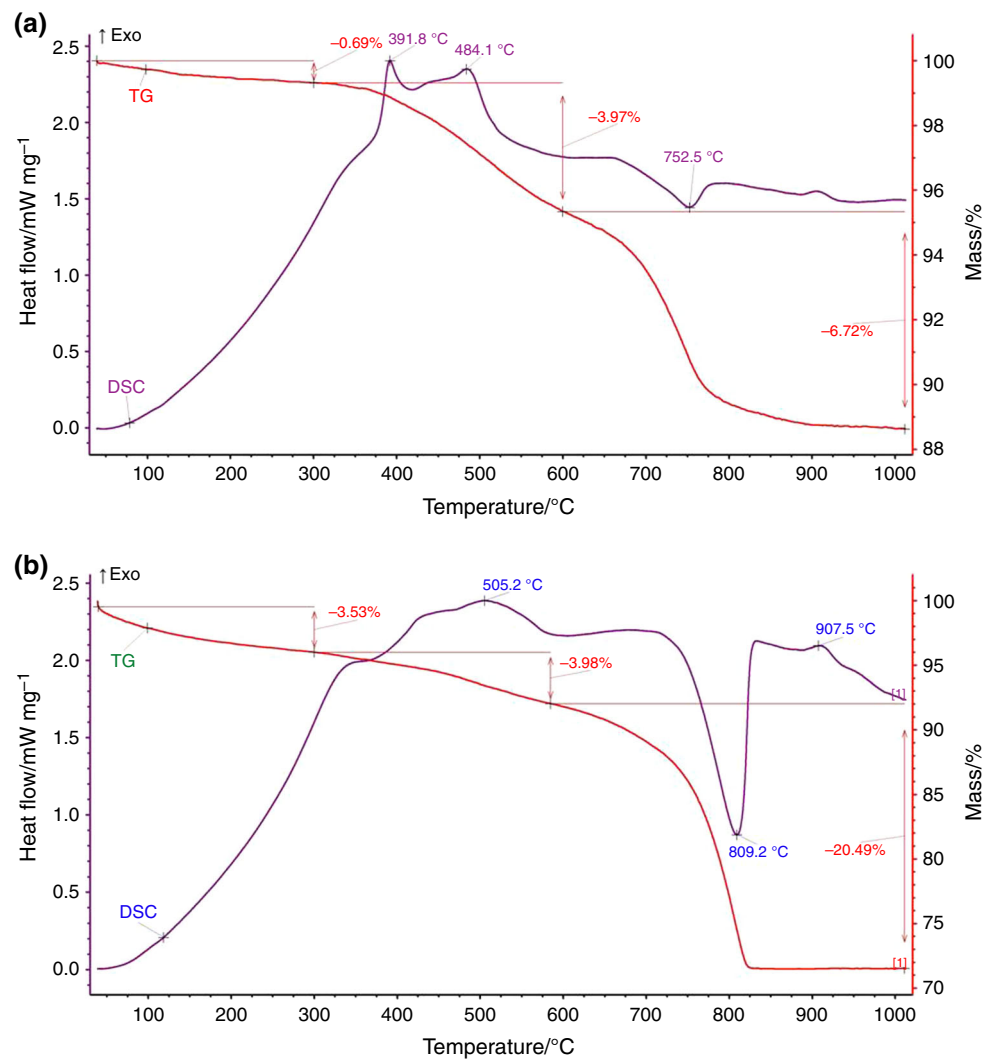 (a)
↑ Exo
–0.69%
391.8 °C
484.1 °C
TG
–3.97%
752.5 °C
–6.72%
DSC
2.5
2.0
1.5
1.0
0.5
0.0
Heat flow/mW mg–1
100
98
96
94
92
90
88
Mass/%
100 200 300 400 500 600 700 800 900 1000
Temperature/°C
(b)
↑ Exo
–3.53%
505.2 °C
TG
–3.98%
907.5 °C
[1]
809.2 °C
–20.49%
DSC
[1]
2.5
2.0
1.5
1.0
0.5
0.0
Heat flow/mW mg–1
100
95
90
85
80
75
70
Mass/%
100 200 300 400 500 600 700 800 900 1000
Temperature/°C